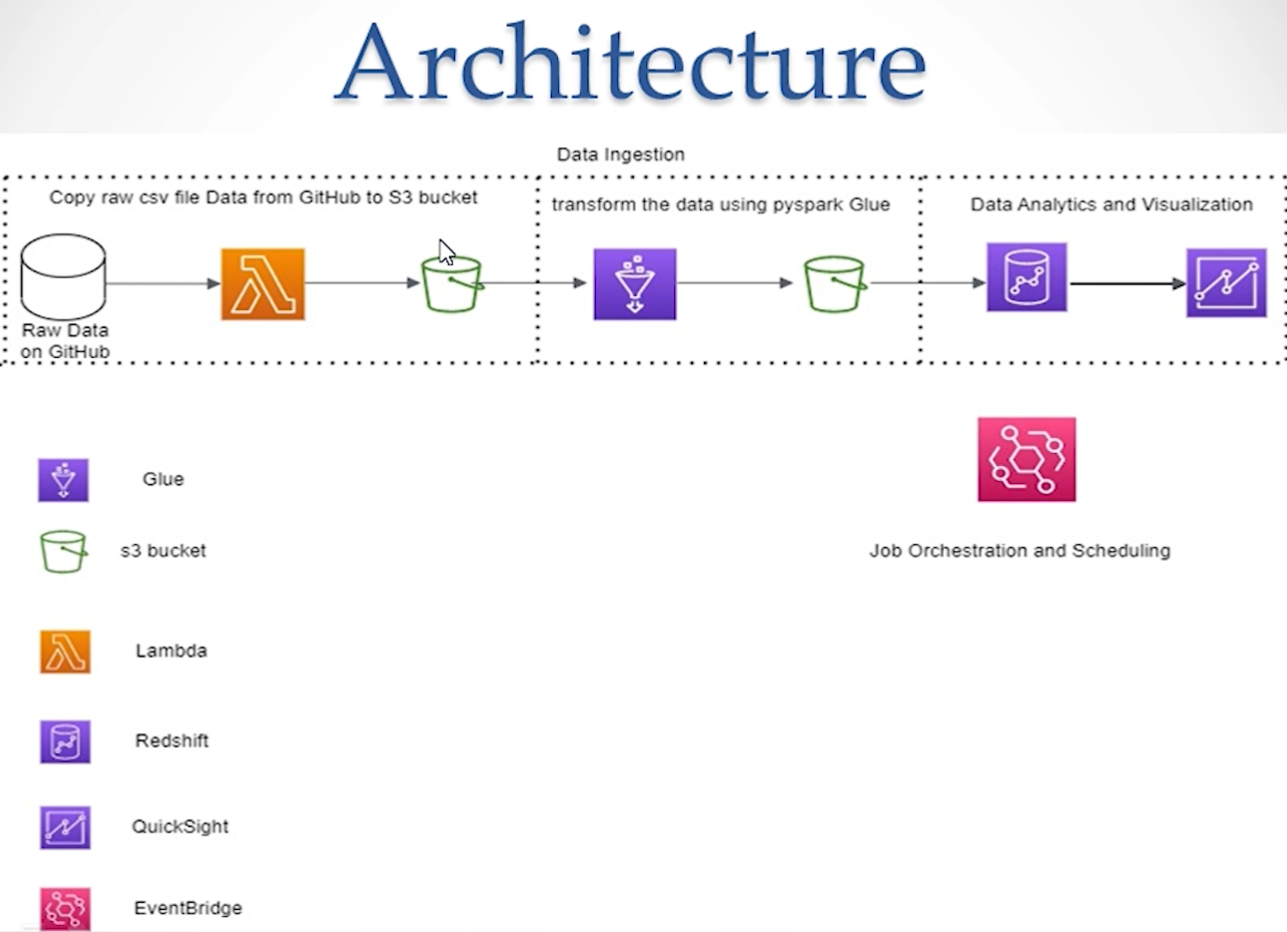 Architecture
Data Ingestion
Copy raw csv file Data from GitHub to S3 bucket
transform the data using pyspark Glue
Data Analytics and Visualization
Raw Data
on GitHub
Glue
s3 bucket
Job Orchestration and Scheduling
Lambda
Redshift
QuickSight
EventBridge